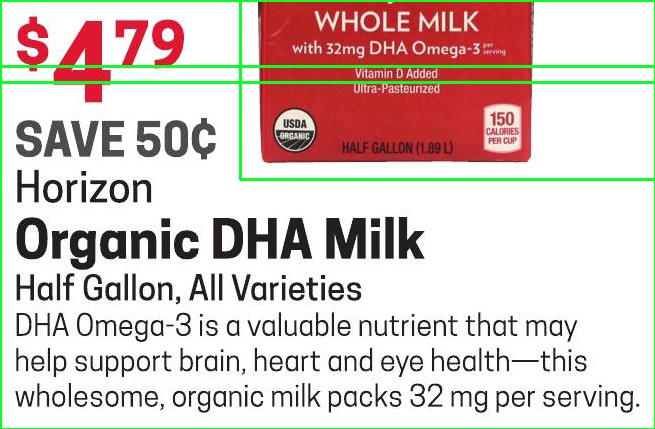 $4.79
WHOLE MILK
with 32mg DHA Omega-3 per serving
Vitamin D Added
Ultra-Pasteurized
USDA
ORGANIC
150
CALORIES
PER CUP
HALF GALLON (1.89 L)
SAVE 50¢
Horizon
Organic DHA Milk
Half Gallon, All Varieties
DHA Omega-3 is a valuable nutrient that may
help support brain, heart and eye health—this
wholesome, organic milk packs 32 mg per serving.